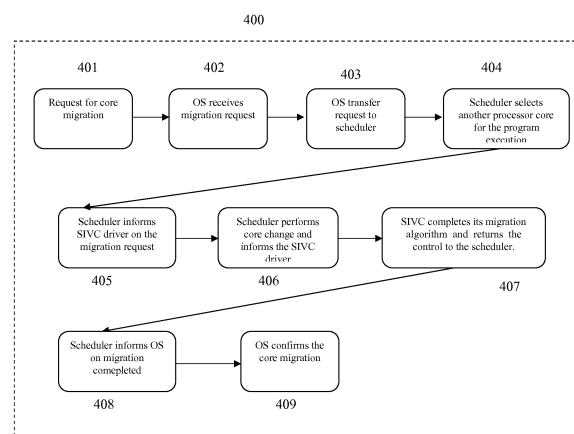 400
401
402
403
404
Request for core
migration
OS receives
migration request
OS transfer
request to
scheduler
Scheduler selects
another processor core
for the program
execution
Scheduler informs
SIVC driver on the
migration request
Scheduler performs
core change and
informs the SIVC
driver
SIVC completes its migration
algorithm and returns the
control to the scheduler.
405
406
407
Scheduler informs OS
on migration
comepleted
OS confirms the
core migration
408
409